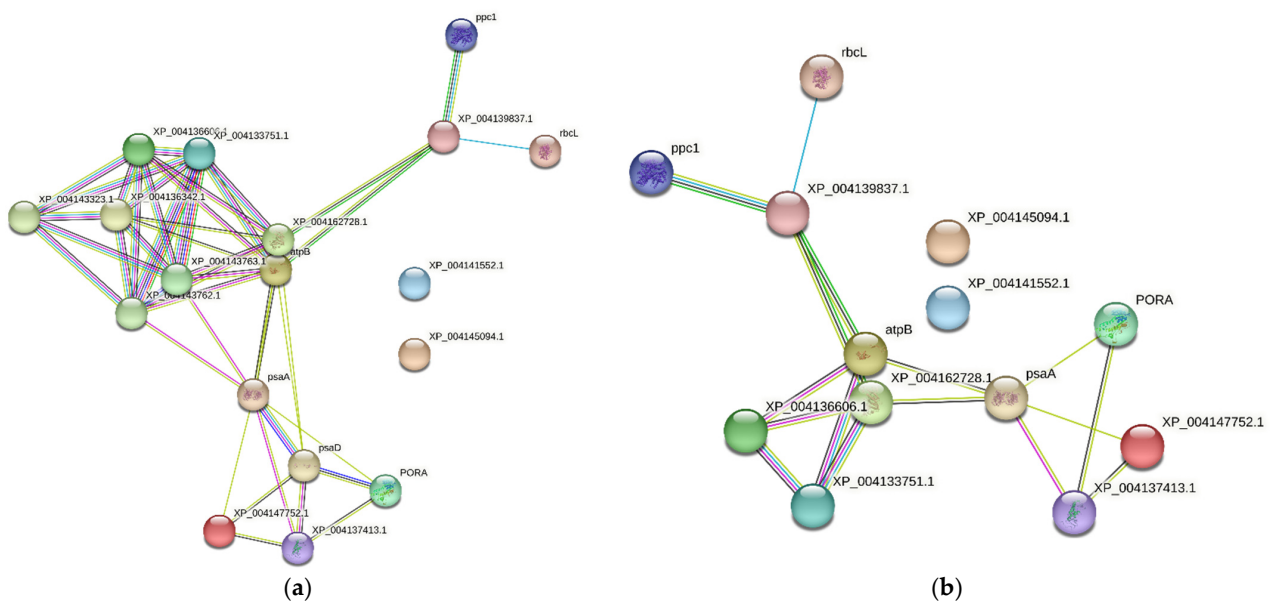 ppc1
XP_004139837.1
rbcL
XP_004136606.1
XP_004133751.1
XP_004143323.1
XP_004136342.1
XP_004162728.1
atpB
XP_004143763.1
XP_004143762.1
XP_004141552.1
XP_004145094.1
psaA
psaD
PORA
XP_004147752.1
XP_004137413.1
(a)
rbcL
ppc1
XP_004139837.1
XP_004145094.1
XP_004141552.1
PORA
atpB
XP_004162728.1
psaA
XP_004136606.1
XP_004147752.1
XP_004133751.1
XP_004137413.1
(b)